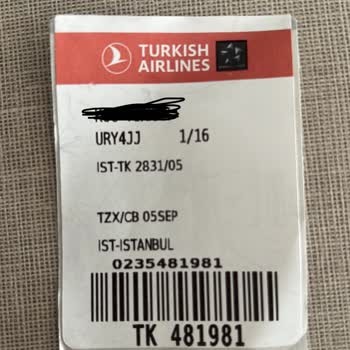 TURKISH
AIRLINES
URY4JJ 1/16
IST-TK 2831/05
TZX/CB 05SEP
IST-ISTANBUL
0235481981
TK 481981